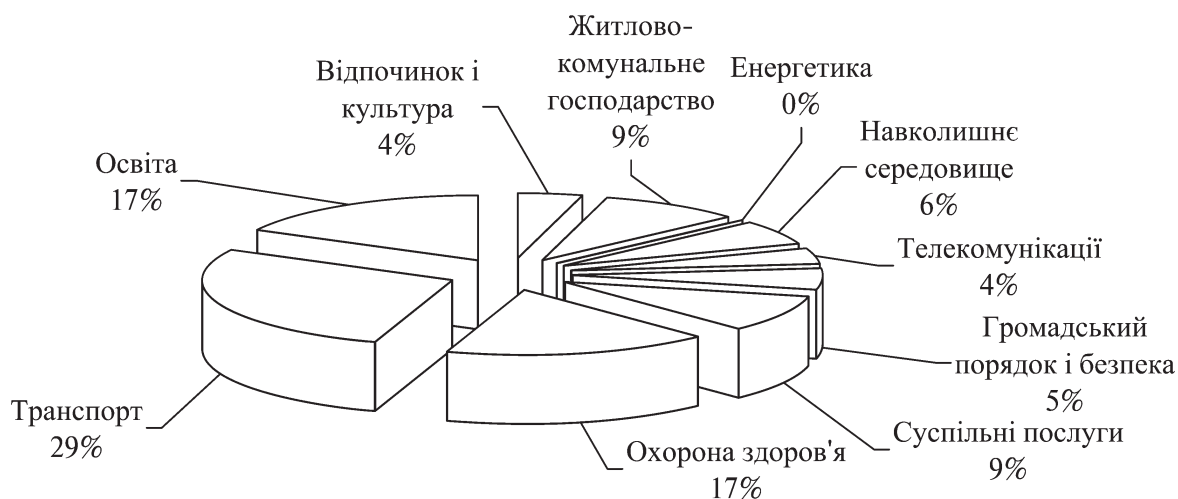 Житлово-
комунальне
господарство
9%
Відпочинок і
культура
4%
Енергетика
0%
Навколишнє
середовище
6%
Освіта
17%
Телекомунікації
4%
Громадський
порядок і безпека
5%
Транспорт
29%
Суспільні послуги
9%
Охорона здоров'я
17%